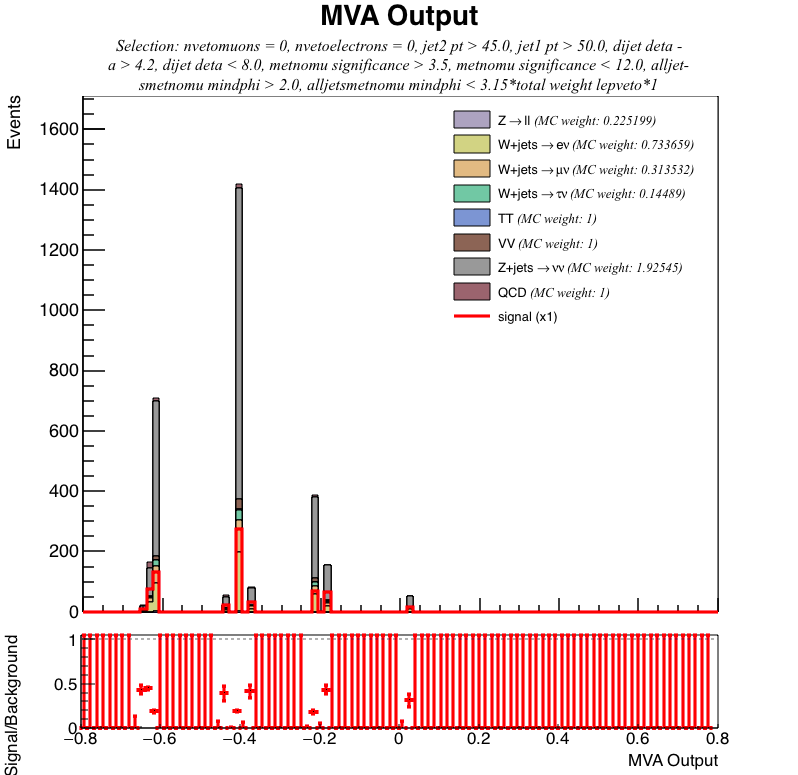 MVA Output
Selection: nvetomuons = 0, nvetoelectrons = 0, jet2 pt > 45.0, jet1 pt > 50.0, dijet deta -
a > 4.2, dijet deta < 8.0, metnomu significance > 3.5, metnomu significance < 12.0, alljet-
smetnomu mindphi > 2.0, alljetsmetnomu mindphi < 3.15*total weight lepveto*1
Events
1600
1400
1200
1000
800
600
400
200
0
Z→ll (MC weight: 0.225199)
W+jets→eν (MC weight: 0.733659)
W+jets→μν (MC weight: 0.313532)
W+jets→τν (MC weight: 0.14489)
TT (MC weight: 1)
VV (MC weight: 1)
Z+jets→νν (MC weight: 1.92545)
QCD (MC weight: 1)
signal (x1)
Signal/Background
1
0.5
0
−0.8 −0.6 −0.4 −0.2 0 0.2 0.4 0.6 0.8
MVA Output